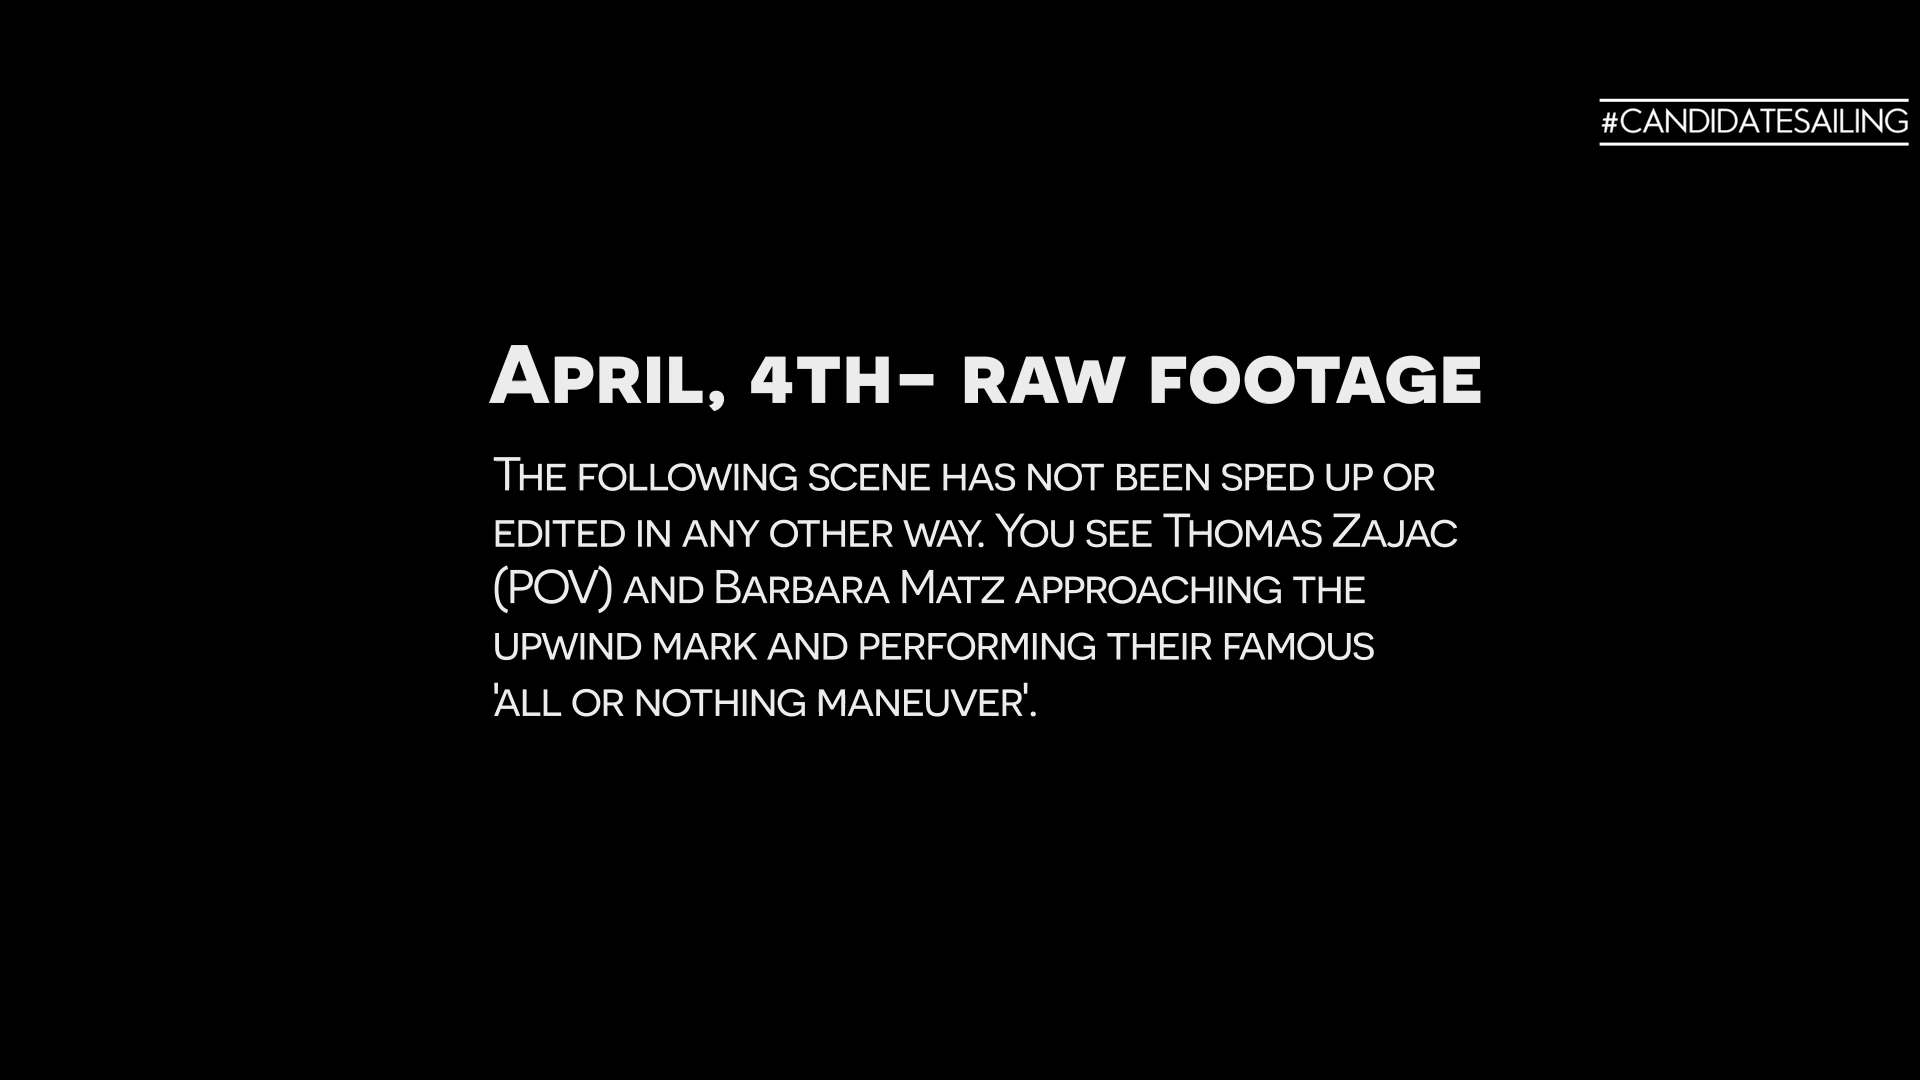 #CANDIDATESAILING
April, 4th- raw footage
The following scene has not been sped up or
edited in any other way. You see Thomas Zajac
(POV) and Barbara Matz approaching the
upwind mark and performing their famous
'all or nothing maneuver'.